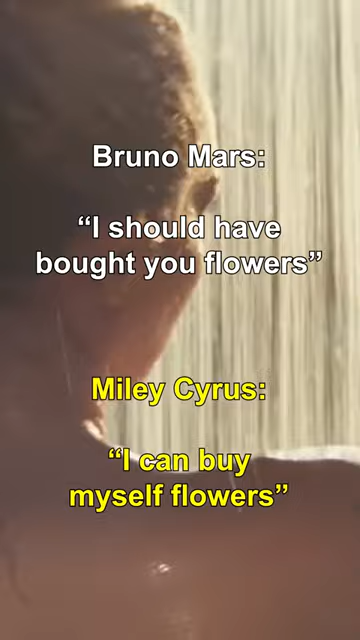 Bruno Mars:
“I should have
bought you flowers”
Miley Cyrus:
“I can buy
myself flowers”